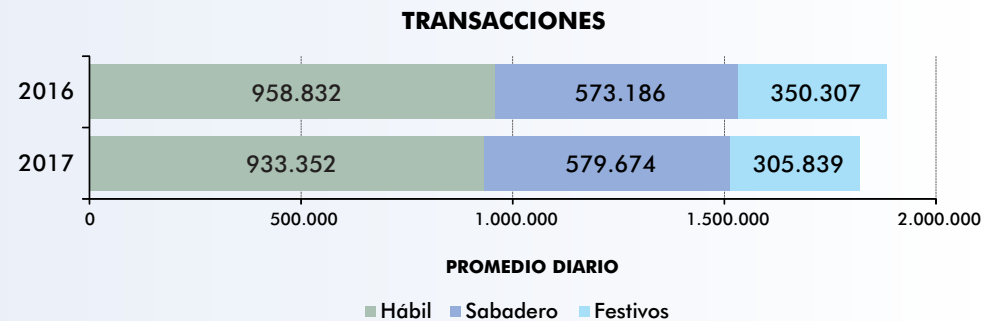 TRANSACCIONES
2016 958.832 573.186 350.307
2017 933.352 579.674 305.839
0 500.000 1.000.000 1.500.000 2.000.000
PROMEDIO DIARIO
Hábil Sabadero Festivos